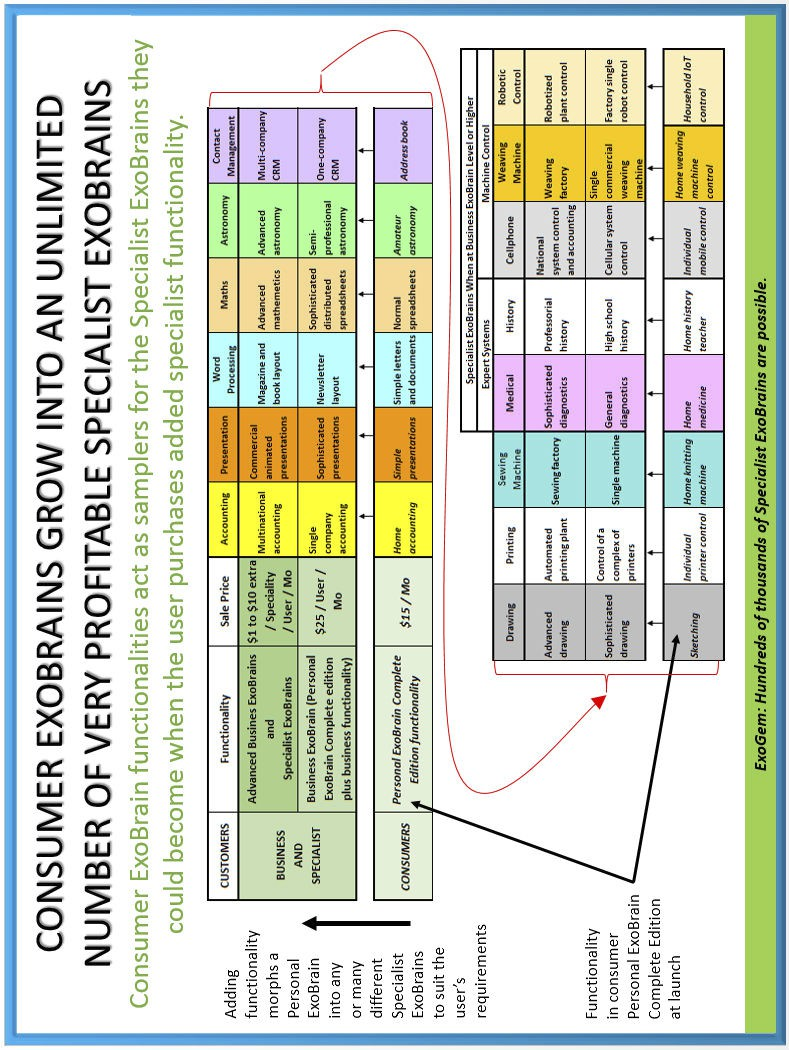 CONSUMER EXOBRAINS GROW INTO AN UNLIMITED
NUMBER OF VERY PROFITABLE SPECIALIST EXOBRAINS
Consumer ExoBrain functionalities act as samplers for the Specialist ExoBrains they
could become when the user purchases added specialist functionality.
Adding
functionality
morphs a
Personal
ExoBrain
into any
or many
different
Specialist
ExoBrains
to suit the
user's
requirements
CUSTOMERS
Functionality
Sale Price
Accounting
Presentation
Word
Processing
Maths
Astronomy
Contact
Management
BUSINESS
AND
SPECIALIST
Advanced Busines ExoBrains
and
Specialist ExoBrains
$1 to $10 extra
/ Speciality
/ User / Mo
Multinational
accounting
Commercial
animated
presentations
Magazine and
book layout
Advanced
mathemetics
Advanced
astronomy
Multi-company
CRM
Business ExoBrain (Personal
ExoBrain Complete edition
plus business functionality)
$25 / User /
Mo
Single
company
accounting
Sophisticated
presentations
Newsletter
layout
Sophisticated
distributed
spreadsheets
Semi-
professional
astronomy
One-company
CRM
CONSUMERS
Personal ExoBrain Complete
Edition functionality
$15 / Mo
Home
accounting
Simple
presentations
Simple letters
and documents
Normal
spreadsheets
Amateur
astronomy
Address book
Specialist ExoBrains When at Business ExoBrain Level or Higher
Expert Systems
Machine Control
Drawing
Printing
Sewing
Machine
Medical
History
Cellphone
Weaving
Machine
Robotic
Control
Advanced
drawing
Automated
printing plant
Sewing factory
Sophisticated
diagnostics
Professorial
history
National
system control
and accounting
Weaving
factory
Robotized
plant control
Sophisticated
drawing
Control of a
complex of
printers
Single machine
General
diagnostics
High school
history
Cellular system
control
Single
commercial
weaving
machine
Factory single
robot control
Sketching
Individual
printer control
Home knitting
machine
Home
medicine
Home history
teacher
Individual
mobile control
Home weaving
machine
control
Household IoT
control
Functionality
in consumer
Personal ExoBrain
Complete Edition
at launch
ExoGem: Hundreds of thousands of Specialist ExoBrains are possible.